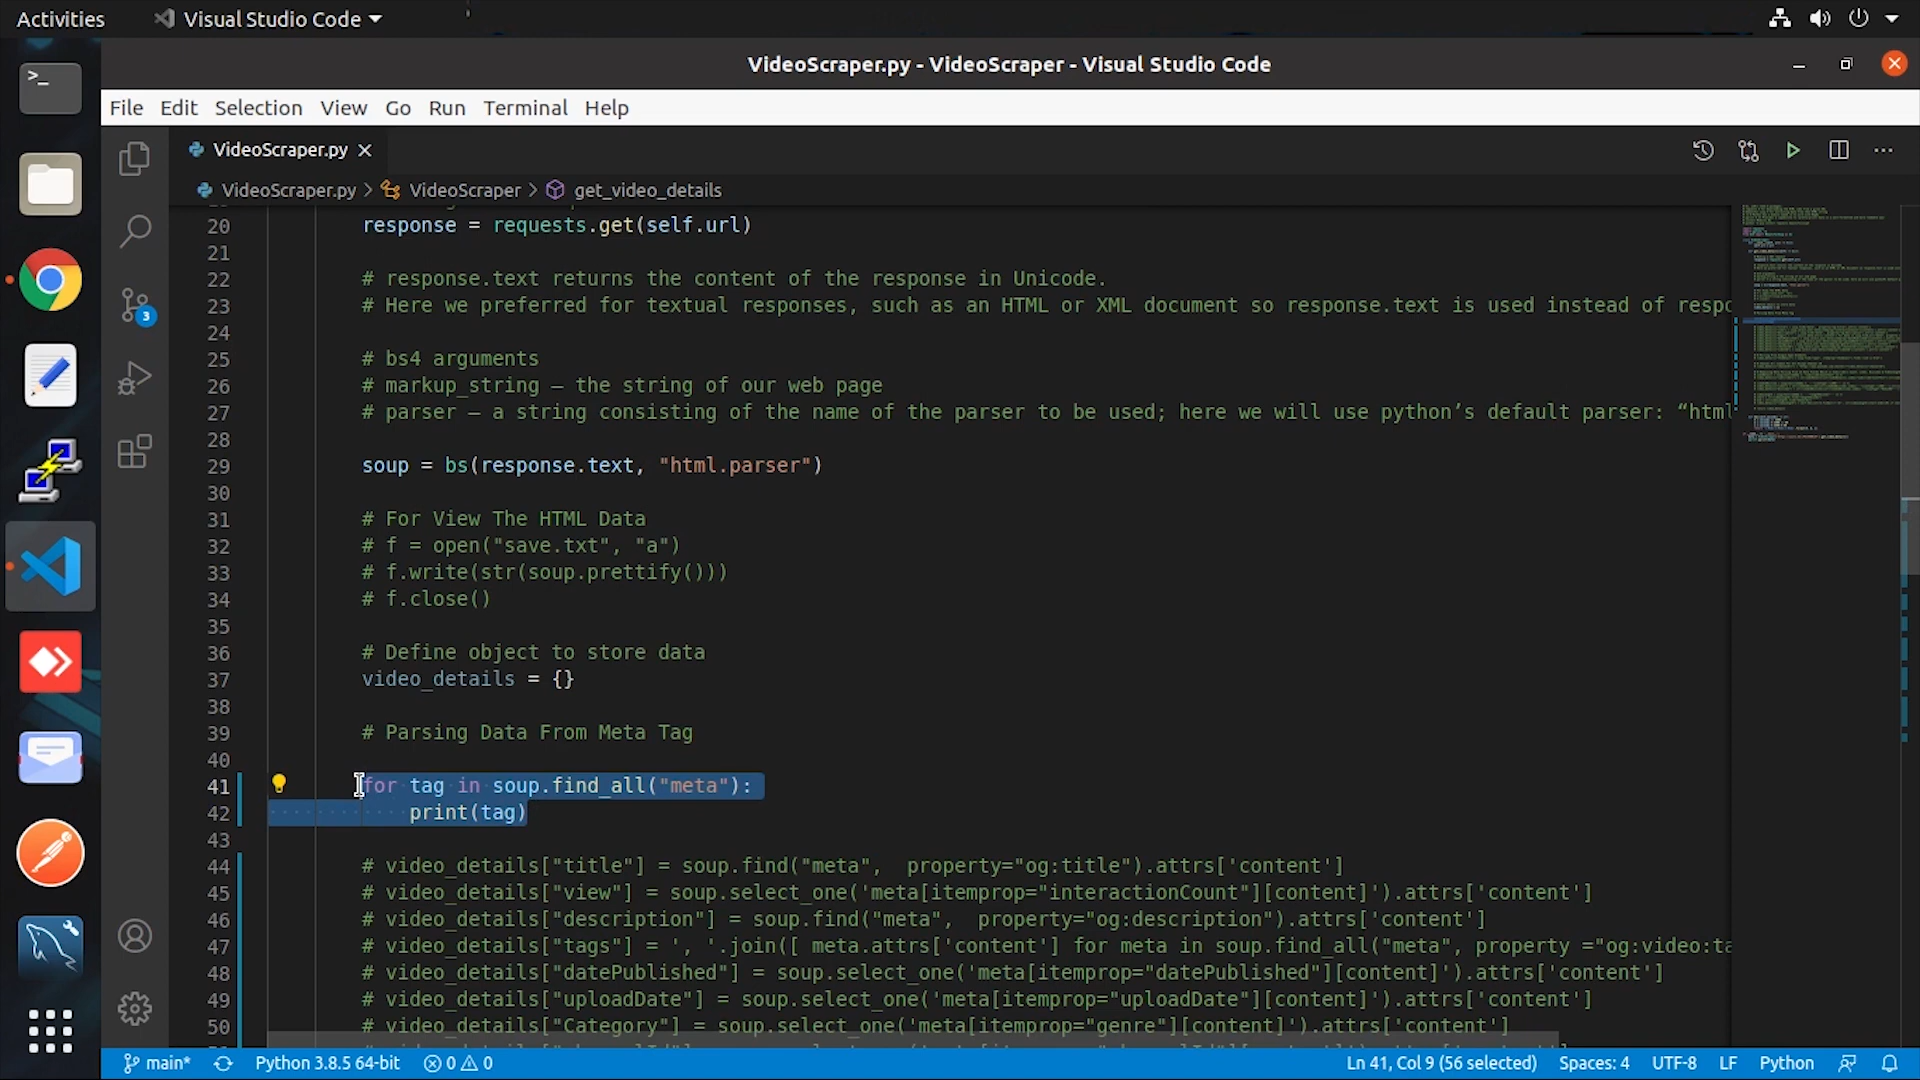 Activities
Visual Studio Code
VideoScraper.py - VideoScraper - Visual Studio Code
File Edit Selection View Go Run Terminal Help
VideoScraper.py
VideoScraper.py > VideoScraper > get_video_details
20 response = requests.get(self.url)
21
22 # response.text returns the content of the response in Unicode.
23 # Here we preferred for textual responses, such as an HTML or XML document so response.text is used instead of respo
24
25 # bs4 arguments
26 # markup_string – the string of our web page
27 # parser – a string consisting of the name of the parser to be used; here we will use python’s default parser: “html
28
29 soup = bs(response.text, "html.parser")
30
31 # For View The HTML Data
32 # f = open("save.txt", "a")
33 # f.write(str(soup.prettify()))
34 # f.close()
35
36 # Define object to store data
37 video_details = {}
38
39 # Parsing Data From Meta Tag
40
41 for tag in soup.find_all("meta"):
42 print(tag)
43
44 # video_details["title"] = soup.find("meta",  property="og:title").attrs['content']
45 # video_details["view"] = soup.select_one('meta[itemprop="interactionCount"][content]').attrs['content']
46 # video_details["description"] = soup.find("meta",  property="og:description").attrs['content']
47 # video_details["tags"] = ', '.join([ meta.attrs['content'] for meta in soup.find_all("meta", property ="og:video:ta
48 # video_details["datePublished"] = soup.select_one('meta[itemprop="datePublished"][content]').attrs['content']
49 # video_details["uploadDate"] = soup.select_one('meta[itemprop="uploadDate"][content]').attrs['content']
50 # video_details["Category"] = soup.select_one('meta[itemprop="genre"][content]').attrs['content']
3
main* Python 3.8.5 64-bit 0 0 Ln 41, Col 9 (56 selected) Spaces: 4 UTF-8 LF Python